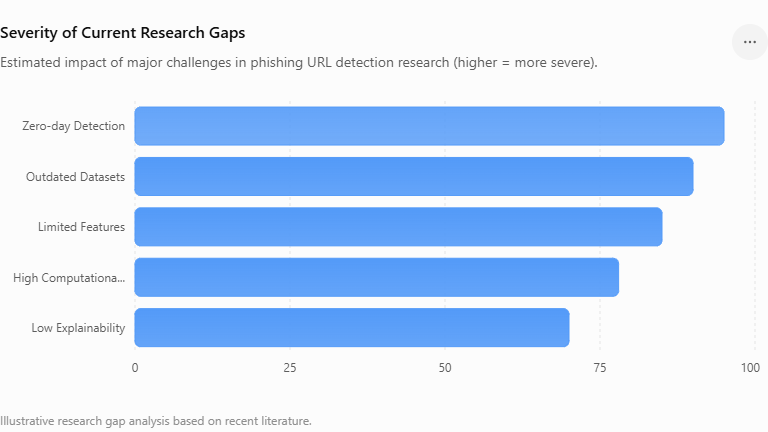 Severity of Current Research Gaps
Estimated impact of major challenges in phishing URL detection research (higher = more severe).
Zero-day Detection
Outdated Datasets
Limited Features
High Computationa...
Low Explainability
0 25 50 75 100
Illustrative research gap analysis based on recent literature.